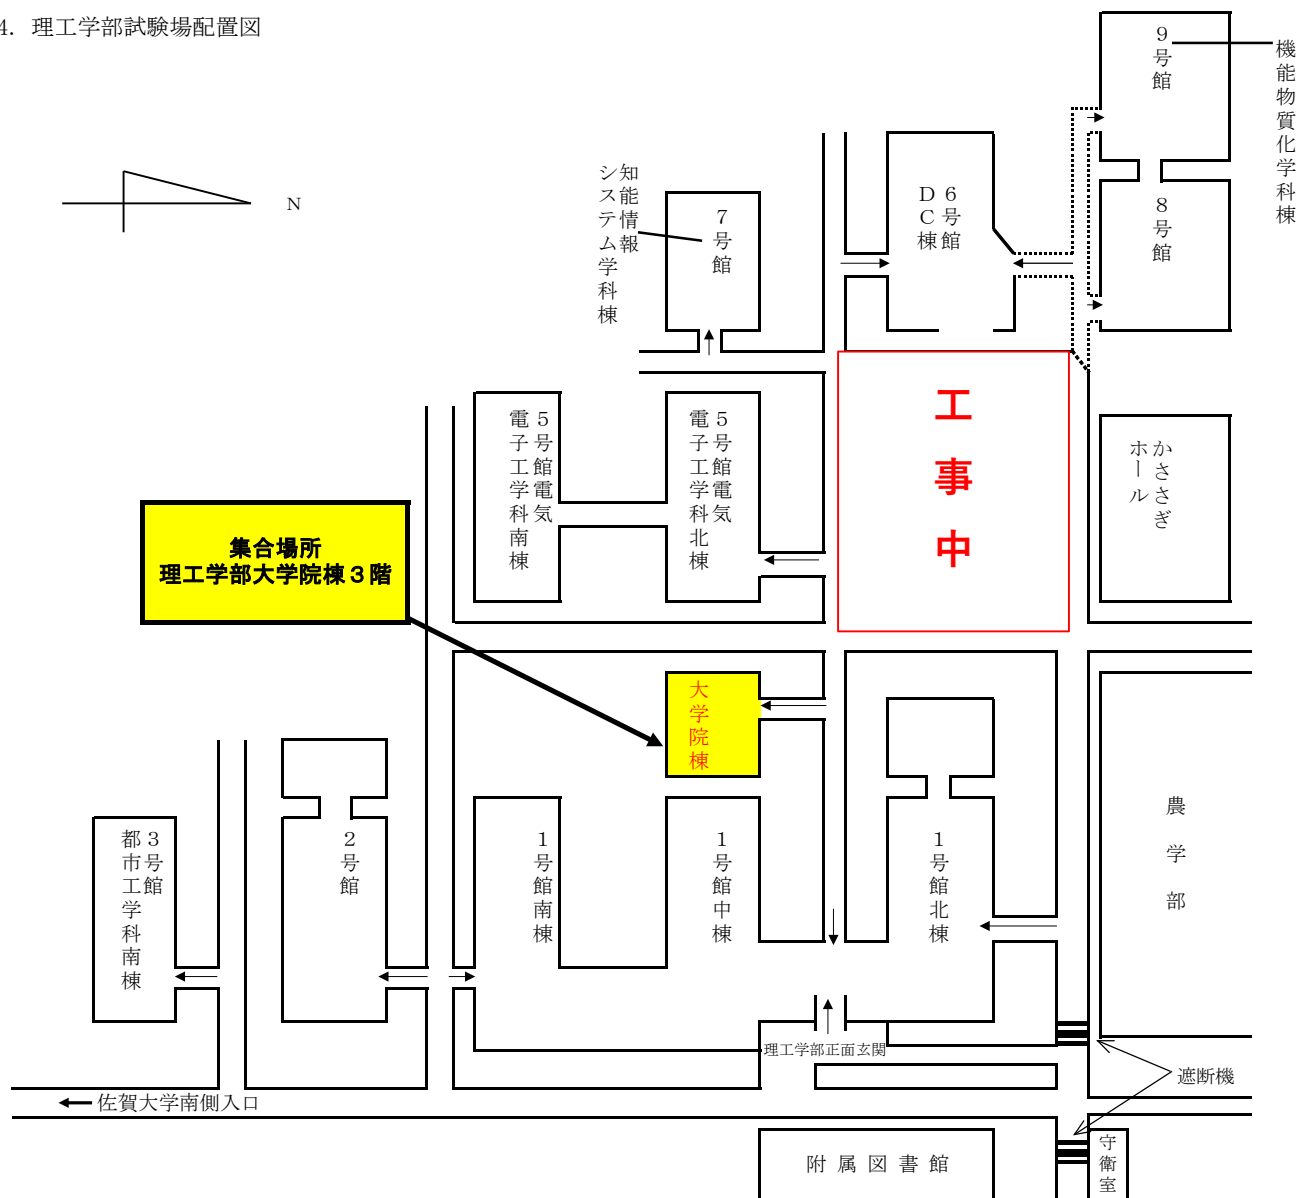 4. 理工学部試験場配置図
N
9号館
機能物質化学科棟
8号館
6号館
DC棟
7号館
知能情報
システム学科棟
5号館電気
電子工学科南棟
5号館電気
電子工学科北棟
工事中
かささぎ
ホール
集合場所
理工学部大学院棟3階
大学院棟
3号館
都市工学科南棟
2号館
1号館南棟
1号館中棟
1号館北棟
農学部
理工学部正面玄関
遮断機
← 佐賀大学南側入口
附属図書館
守衛室